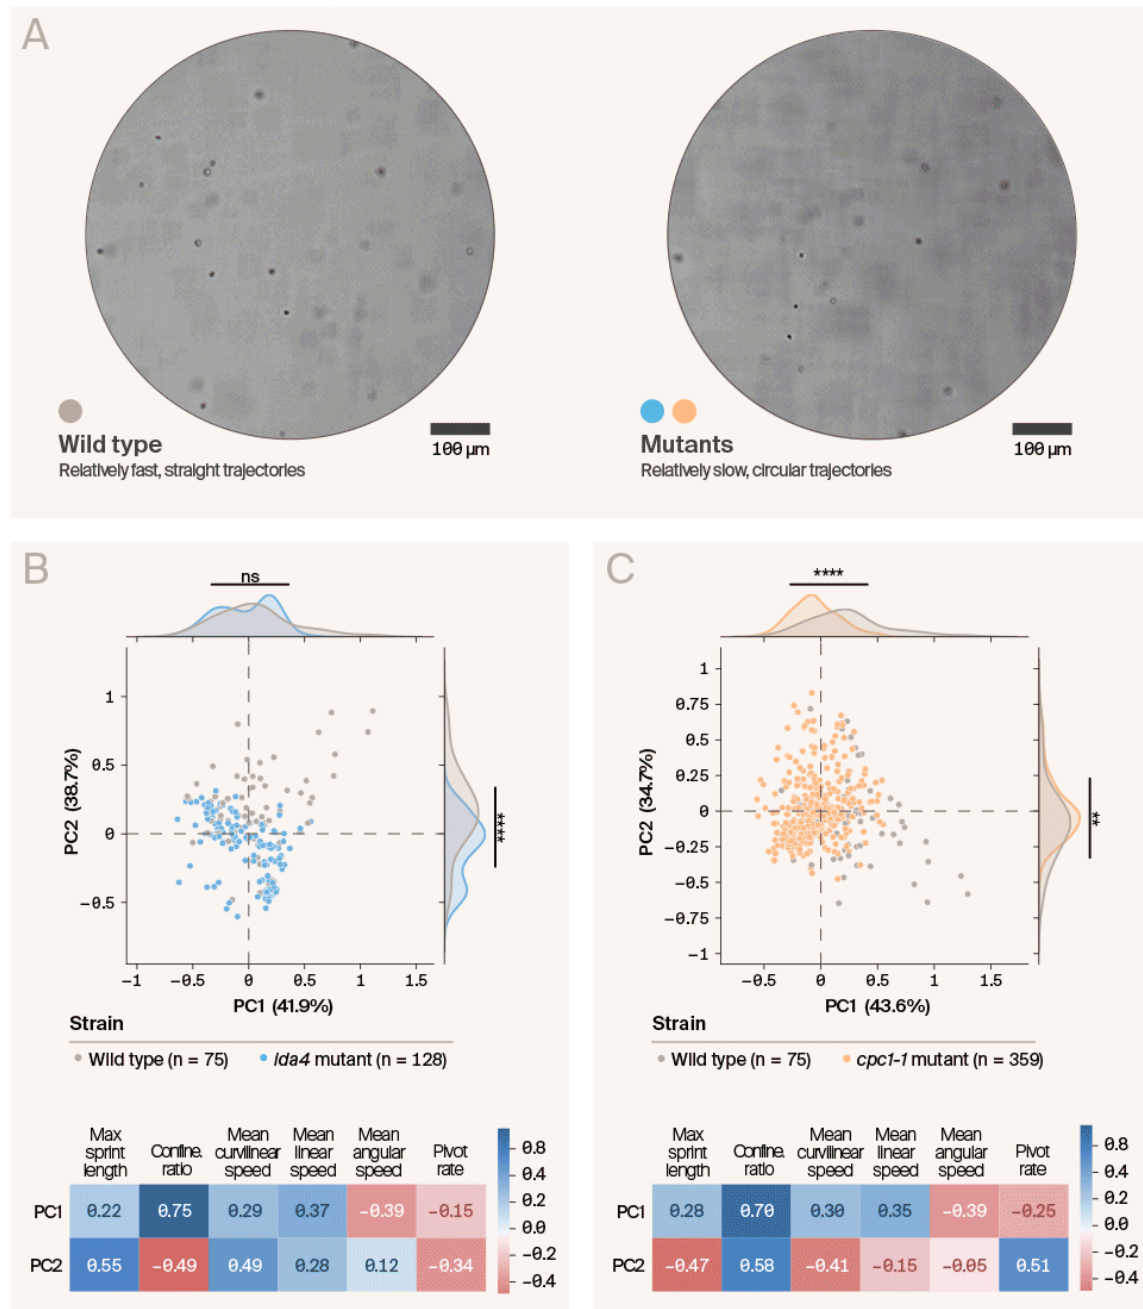 A
Wild type
Relatively fast, straight trajectories
100 µm
Mutants
Relatively slow, circular trajectories
100 µm
B
ns
1
0.5
0
−0.5
PC2 (38.7%)
****
−1 −0.5 0 0.5 1 1.5
PC1 (41.9%)
Strain
Wild type (n = 75) lda4 mutant (n = 128)
Max sprint length
Confine. ratio
Mean curvilinear speed
Mean linear speed
Mean angular speed
Pivot rate
PC1 0.22 0.75 0.29 0.37 −0.39 −0.15
PC2 0.55 −0.49 0.49 0.28 0.12 −0.34
0.8
0.4
0.2
0.0
−0.2
−0.4
C
****
1
0.75
0.5
0.25
0
−0.25
−0.5
−0.75
−1
PC2 (34.7%)
**
−0.5 0 0.5 1 1.5
PC1 (43.6%)
Strain
Wild type (n = 75) cpc1-1 mutant (n = 359)
Max sprint length
Confine. ratio
Mean curvilinear speed
Mean linear speed
Mean angular speed
Pivot rate
PC1 0.28 0.70 0.30 0.35 −0.39 −0.25
PC2 −0.47 0.58 −0.41 −0.15 −0.05 0.51
0.8
0.4
0.2
0.0
−0.2
−0.4